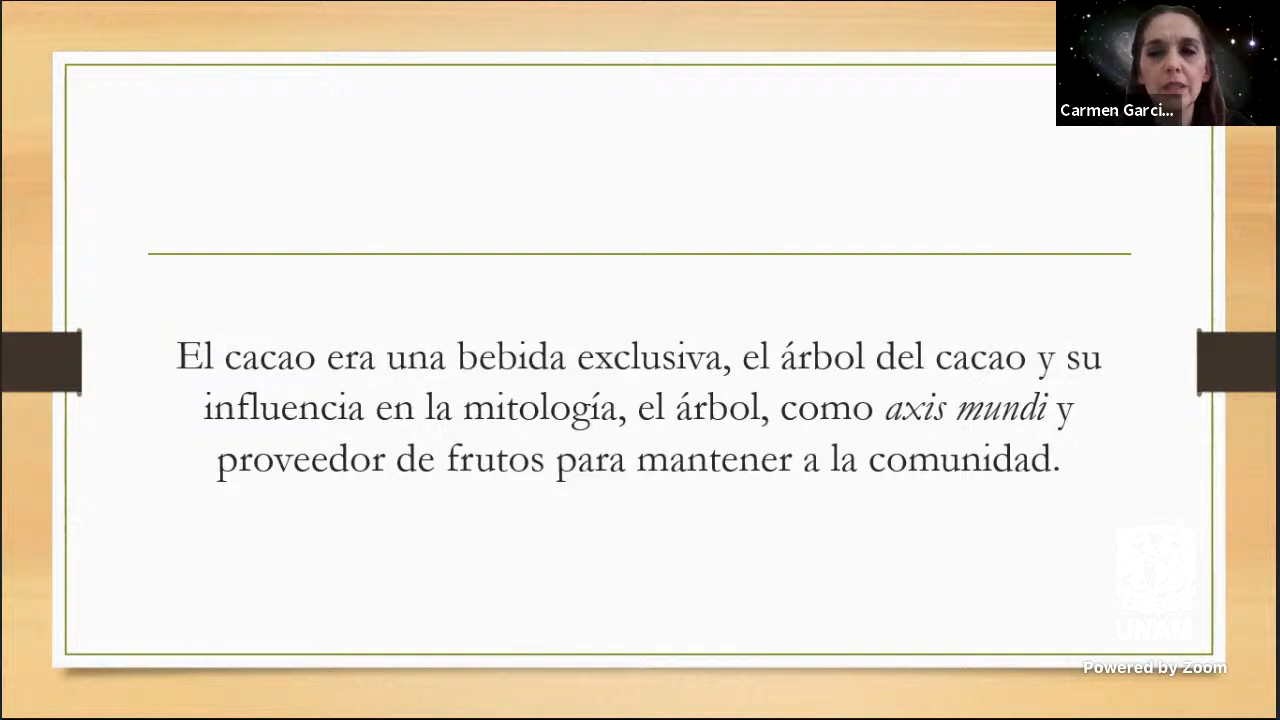 Carmen Garci...
El cacao era una bebida exclusiva, el árbol del cacao y su
influencia en la mitología, el árbol, como axis mundi y
proveedor de frutos para mantener a la comunidad.
UNAM
Powered by Zoom